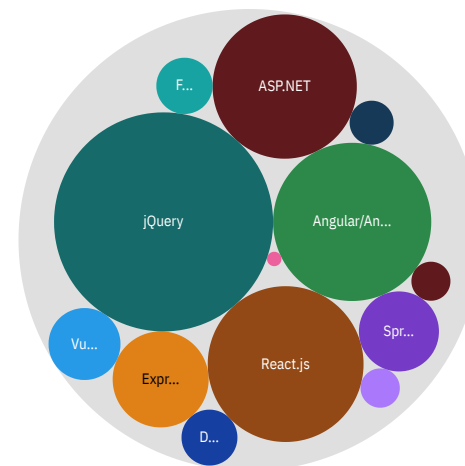 F...
ASP.NET
jQuery
Angular/An...
Vu...
Expr...
React.js
Spr...
D...